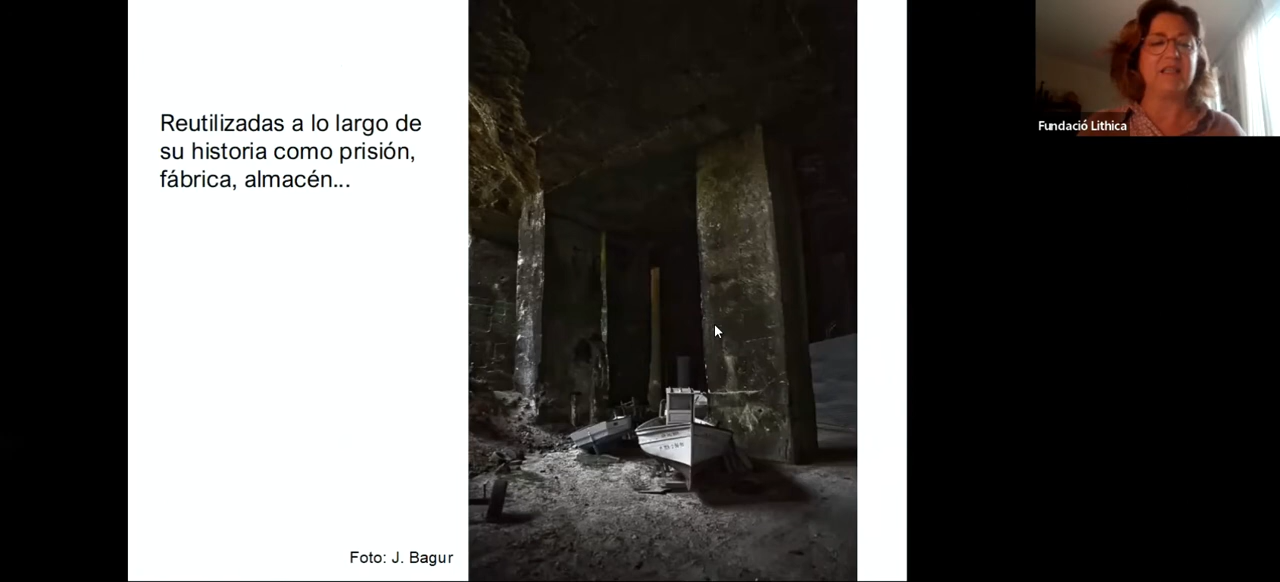 Reutilizadas a lo largo de
su historia como prisión,
fábrica, almacén...
Foto: J. Bagur
Fundació Lithica